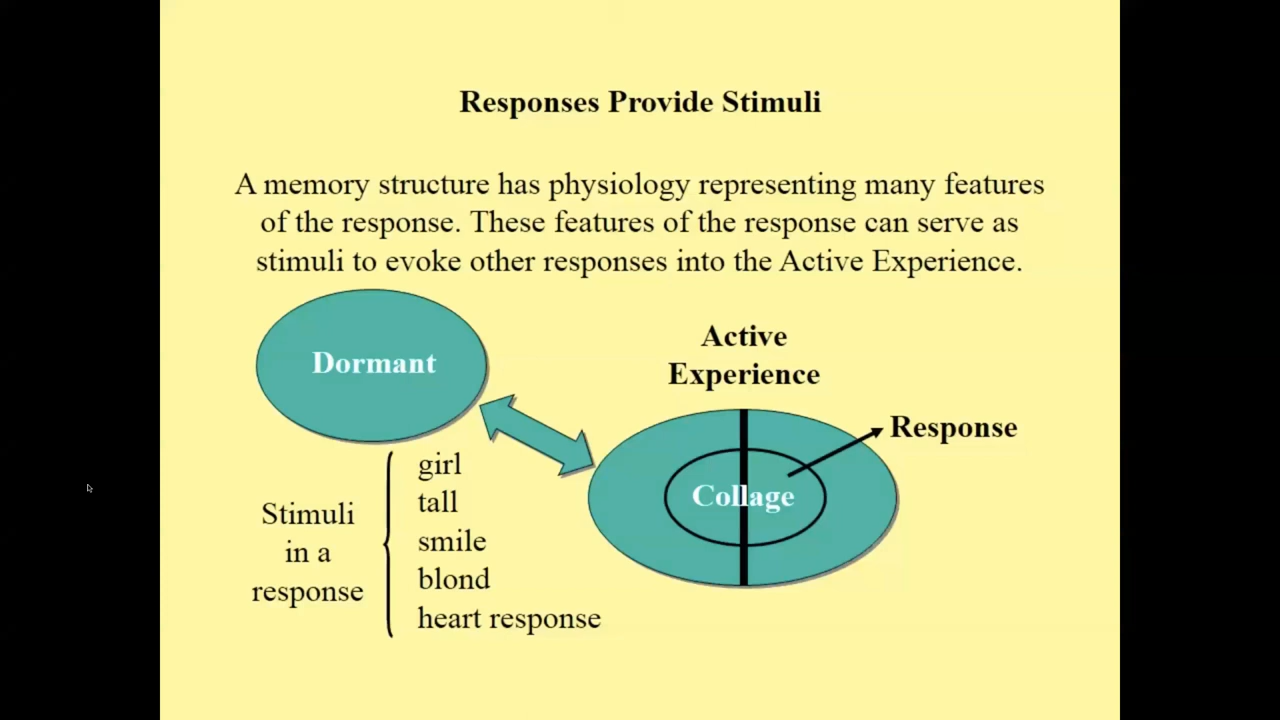 Responses Provide Stimuli
A memory structure has physiology representing many features
of the response. These features of the response can serve as
stimuli to evoke other responses into the Active Experience.
Dormant
Active
Experience
Response
Collage
Stimuli
in a
response
girl
tall
smile
blond
heart response